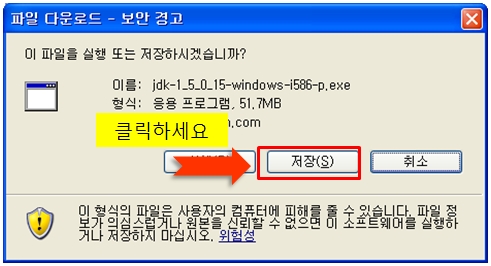 파일 다운로드 - 보안 경고
이 파일을 실행 또는 저장하시겠습니까?
이름: jdk-1_5_0_15-windows-i586-p.exe
형식: 응용 프로그램, 51.7MB
클릭하세요
.com
저장(S)
취소
이 형식의 파일은 사용자의 컴퓨터에 피해를 줄 수 있습니다. 파일 정
보가 의심스럽거나 원본을 신뢰할 수 없으면 이 소프트웨어를 실행하
거나 저장하지 마십시오. 위험성